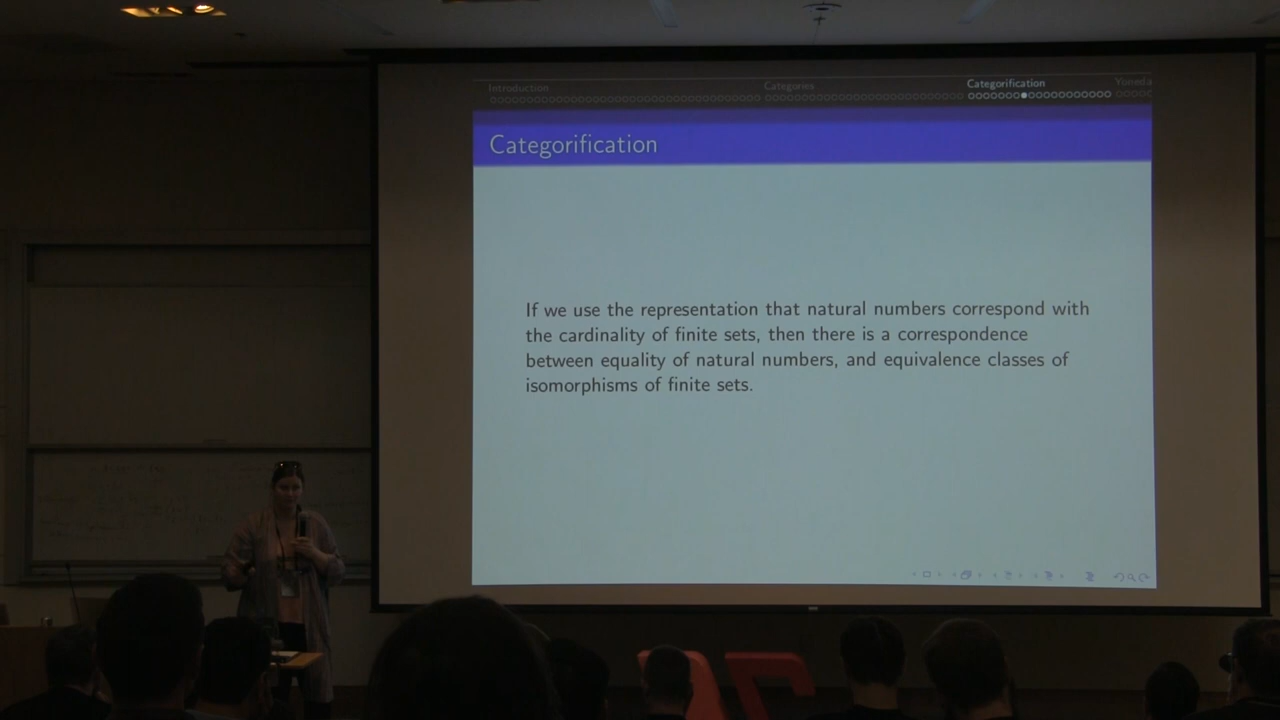 Introduction
Categories
Categorification
Yoneda
Categorification
If we use the representation that natural numbers correspond with
the cardinality of finite sets, then there is a correspondence
between equality of natural numbers, and equivalence classes of
isomorphisms of finite sets.